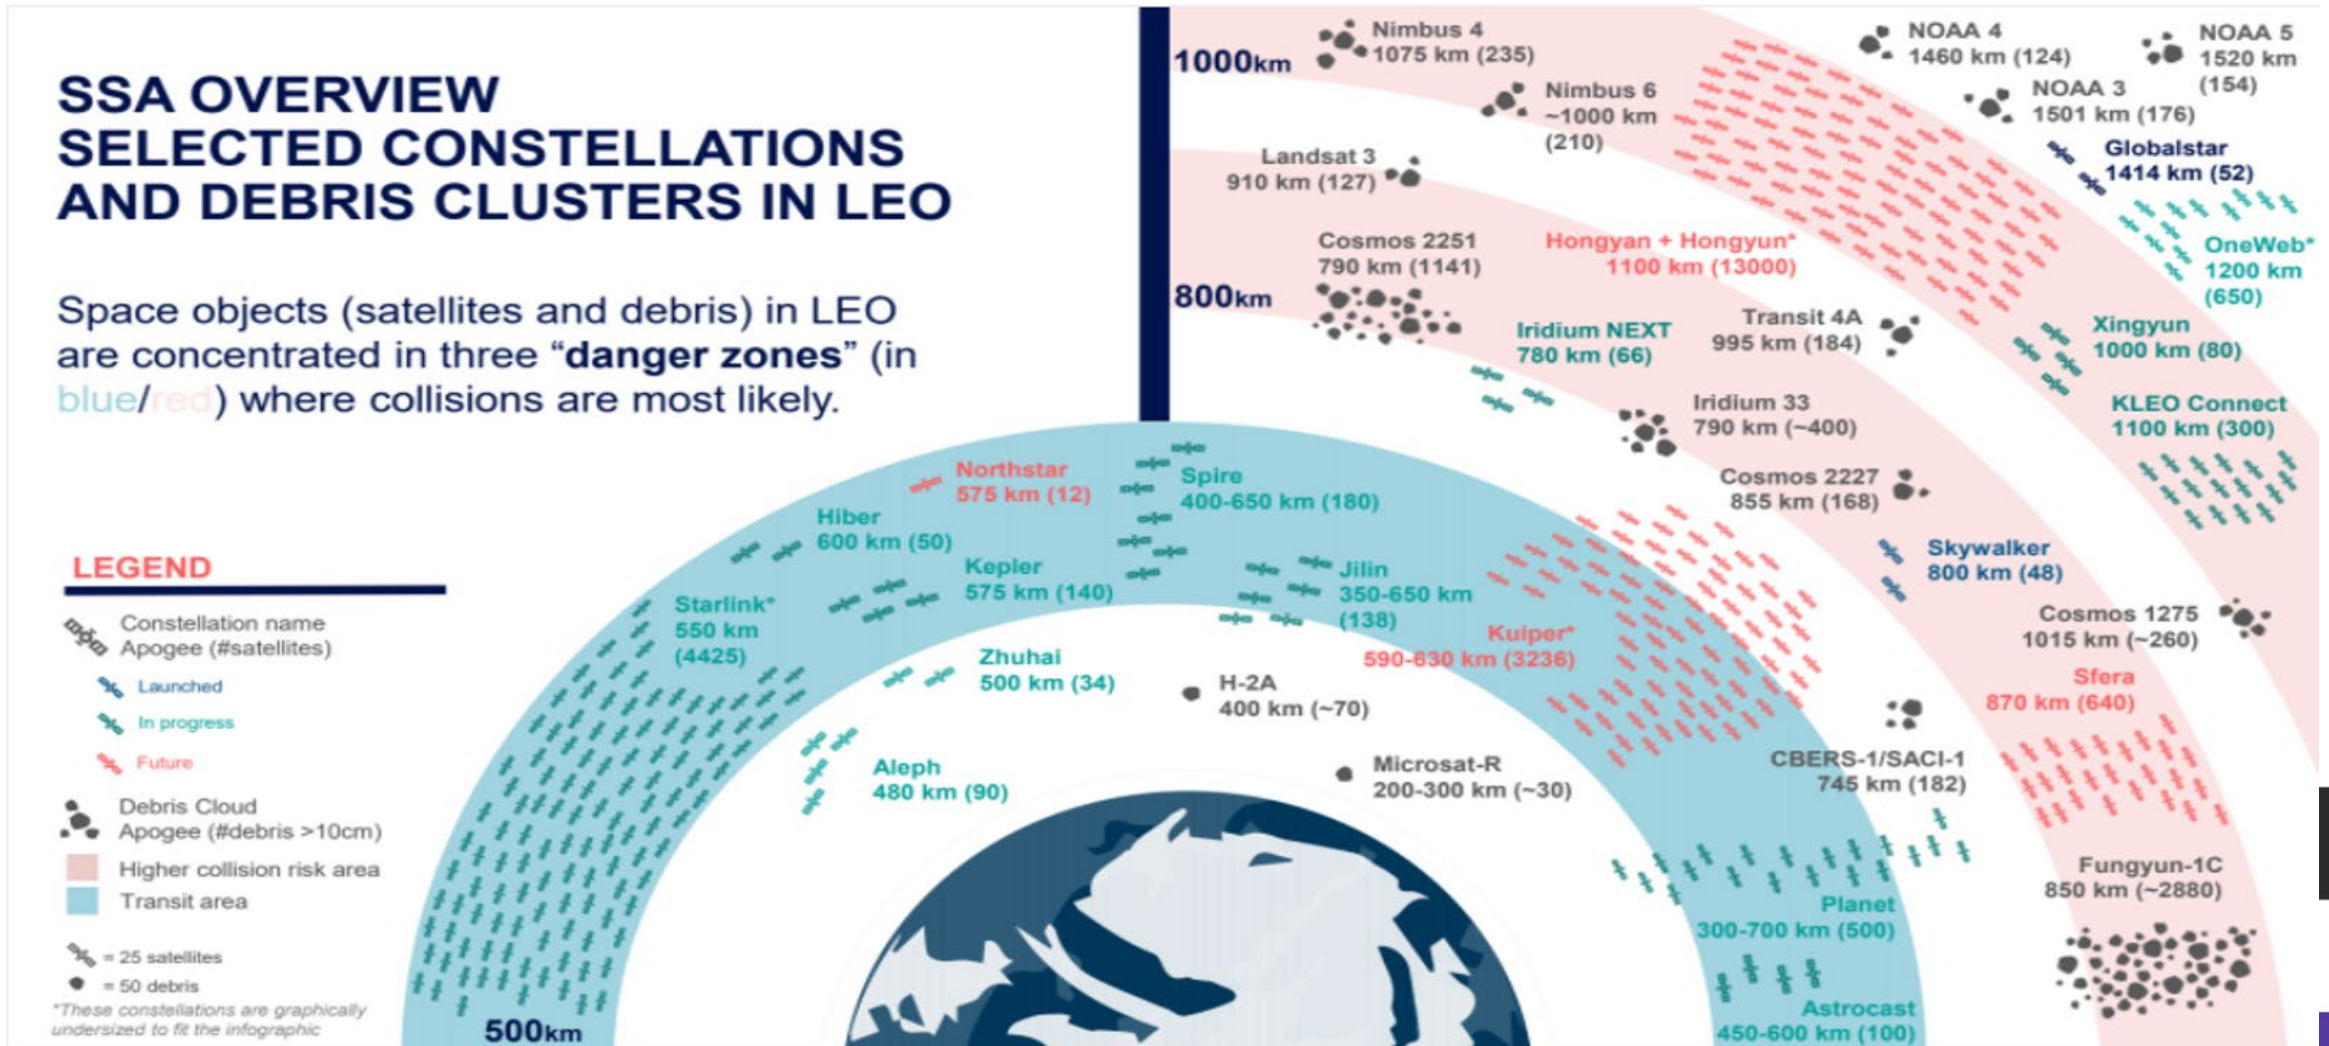 SSA OVERVIEW
SELECTED CONSTELLATIONS
AND DEBRIS CLUSTERS IN LEO
Space objects (satellites and debris) in LEO
are concentrated in three “danger zones” (in
blue/red) where collisions are most likely.
LEGEND
Constellation name
Apogee (#satellites)
Launched
In progress
Future
Debris Cloud
Apogee (#debris >10cm)
Higher collision risk area
Transit area
= 25 satellites
= 50 debris
*These constellations are graphically
undersized to fit the infographic
1000km
800km
500km
Nimbus 4
1075 km (235)
Nimbus 6
~1000 km
(210)
Landsat 3
910 km (127)
Cosmos 2251
790 km (1141)
Hongyan + Hongyun*
1100 km (13000)
NOAA 4
1460 km (124)
NOAA 5
1520 km
(154)
NOAA 3
1501 km (176)
Globalstar
1414 km (52)
OneWeb*
1200 km
(650)
Iridium NEXT
780 km (66)
Transit 4A
995 km (184)
Xingyun
1000 km (80)
KLEO Connect
1100 km (300)
Iridium 33
790 km (~400)
Cosmos 2227
855 km (168)
Skywalker
800 km (48)
Cosmos 1275
1015 km (~260)
Sfera
870 km (640)
CBERS-1/SACI-1
745 km (182)
Fungyun-1C
850 km (~2880)
Northstar
575 km (12)
Spire
400-650 km (180)
Hiber
600 km (50)
Kepler
575 km (140)
Jilin
350-650 km
(138)
Starlink*
550 km
(4425)
Kuiper*
590-630 km (3236)
Zhuhai
500 km (34)
H-2A
400 km (~70)
Aleph
480 km (90)
Microsat-R
200-300 km (~30)
Planet
300-700 km (500)
Astrocast
450-600 km (100)